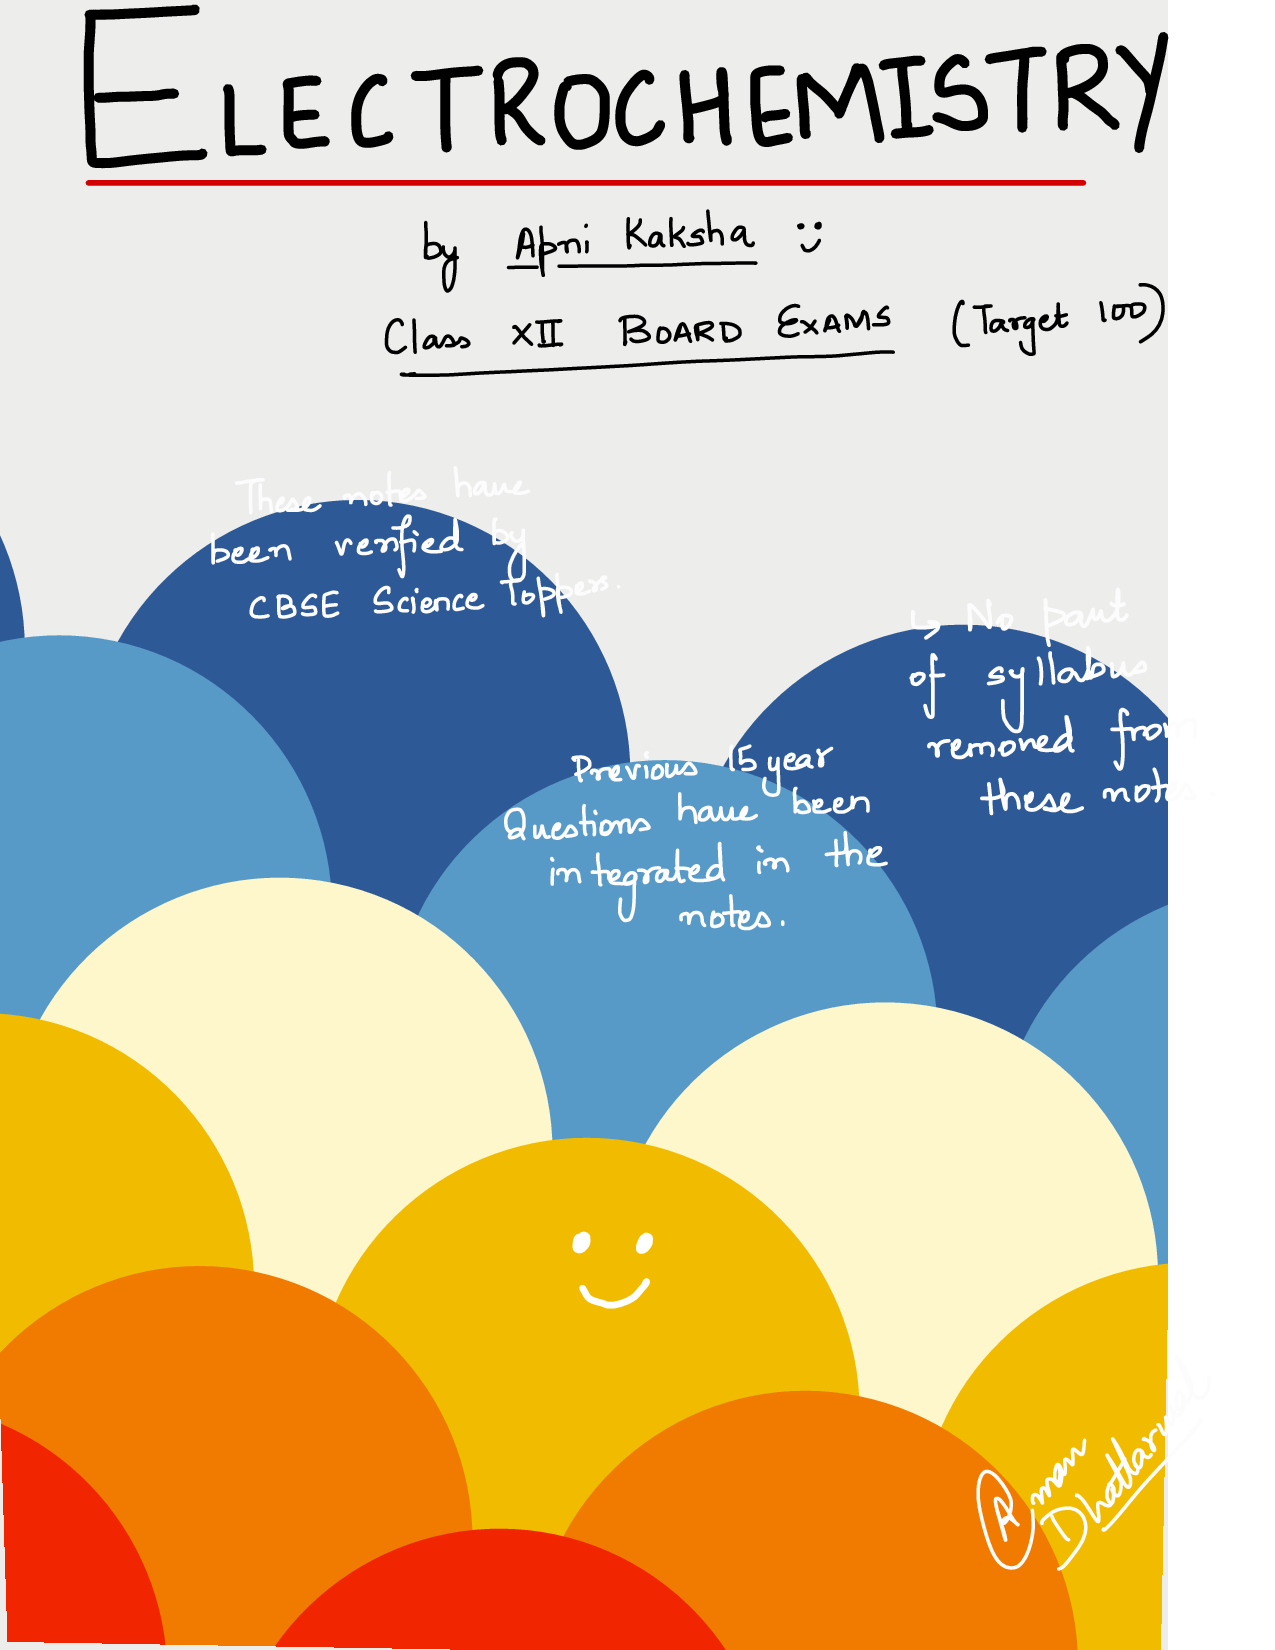 ELECTROCHEMISTRY
by Apni Kaksha
Class XII BOARD EXAMS (Target 100)
These notes have
been verified by
CBSE Science toppers.
↳ No part
of syllabus
removed from
these notes.
Previous 15 year
Questions have been
integrated in the
notes.
Aman
Dhattarwal